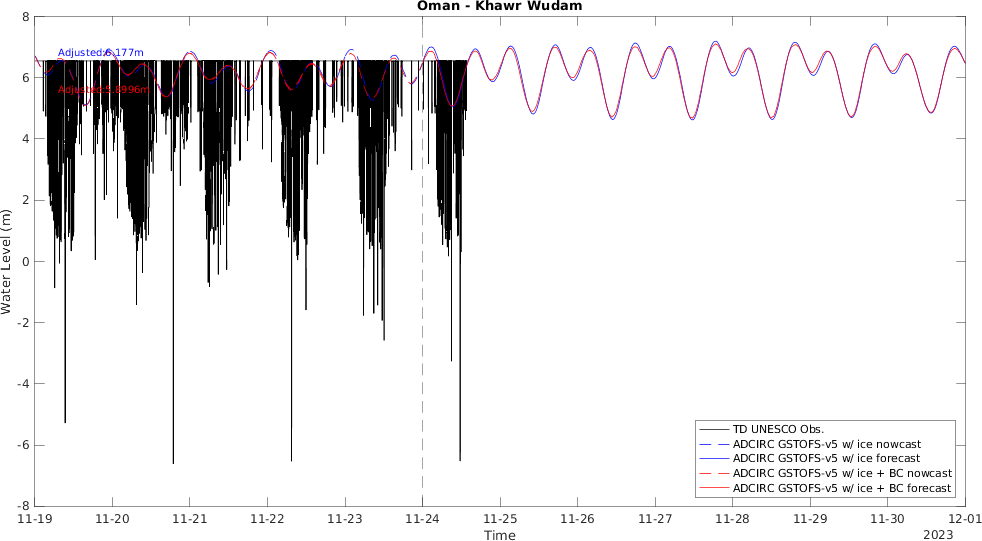 Oman - Khawr Wudam
Water Level (m)
8
6
4
2
0
-2
-4
-6
-8
Adjusted:6.177m
Adjusted:5.8996m
TD UNESCO Obs.
ADCIRC GSTOFS-v5 w/ ice nowcast
ADCIRC GSTOFS-v5 w/ ice forecast
ADCIRC GSTOFS-v5 w/ ice + BC nowcast
ADCIRC GSTOFS-v5 w/ ice + BC forecast
11-19 11-20 11-21 11-22 11-23 11-24 11-25 11-26 11-27 11-28 11-29 11-30 12-01
Time
2023